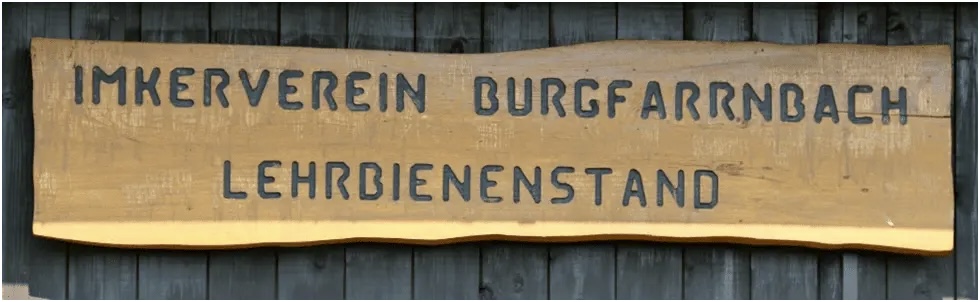 IMKERVEREIN BURGFARRNBACH
LEHRBIENENSTAND